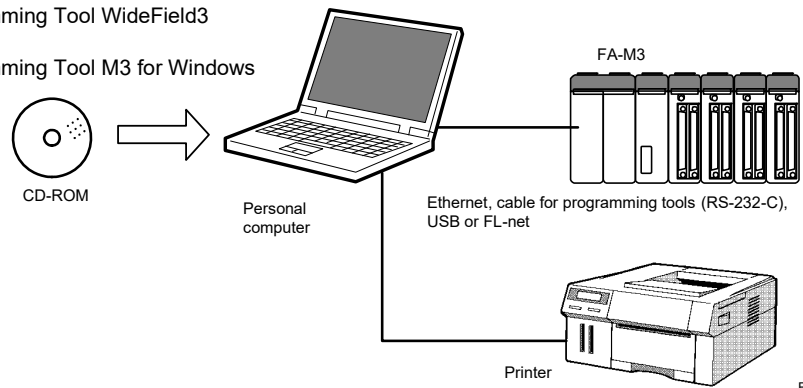 ming Tool WideField3
ming Tool M3 for Windows
FA-M3
CD-ROM
Personal
computer
Ethernet, cable for programming tools (RS-232-C),
USB or FL-net
Printer